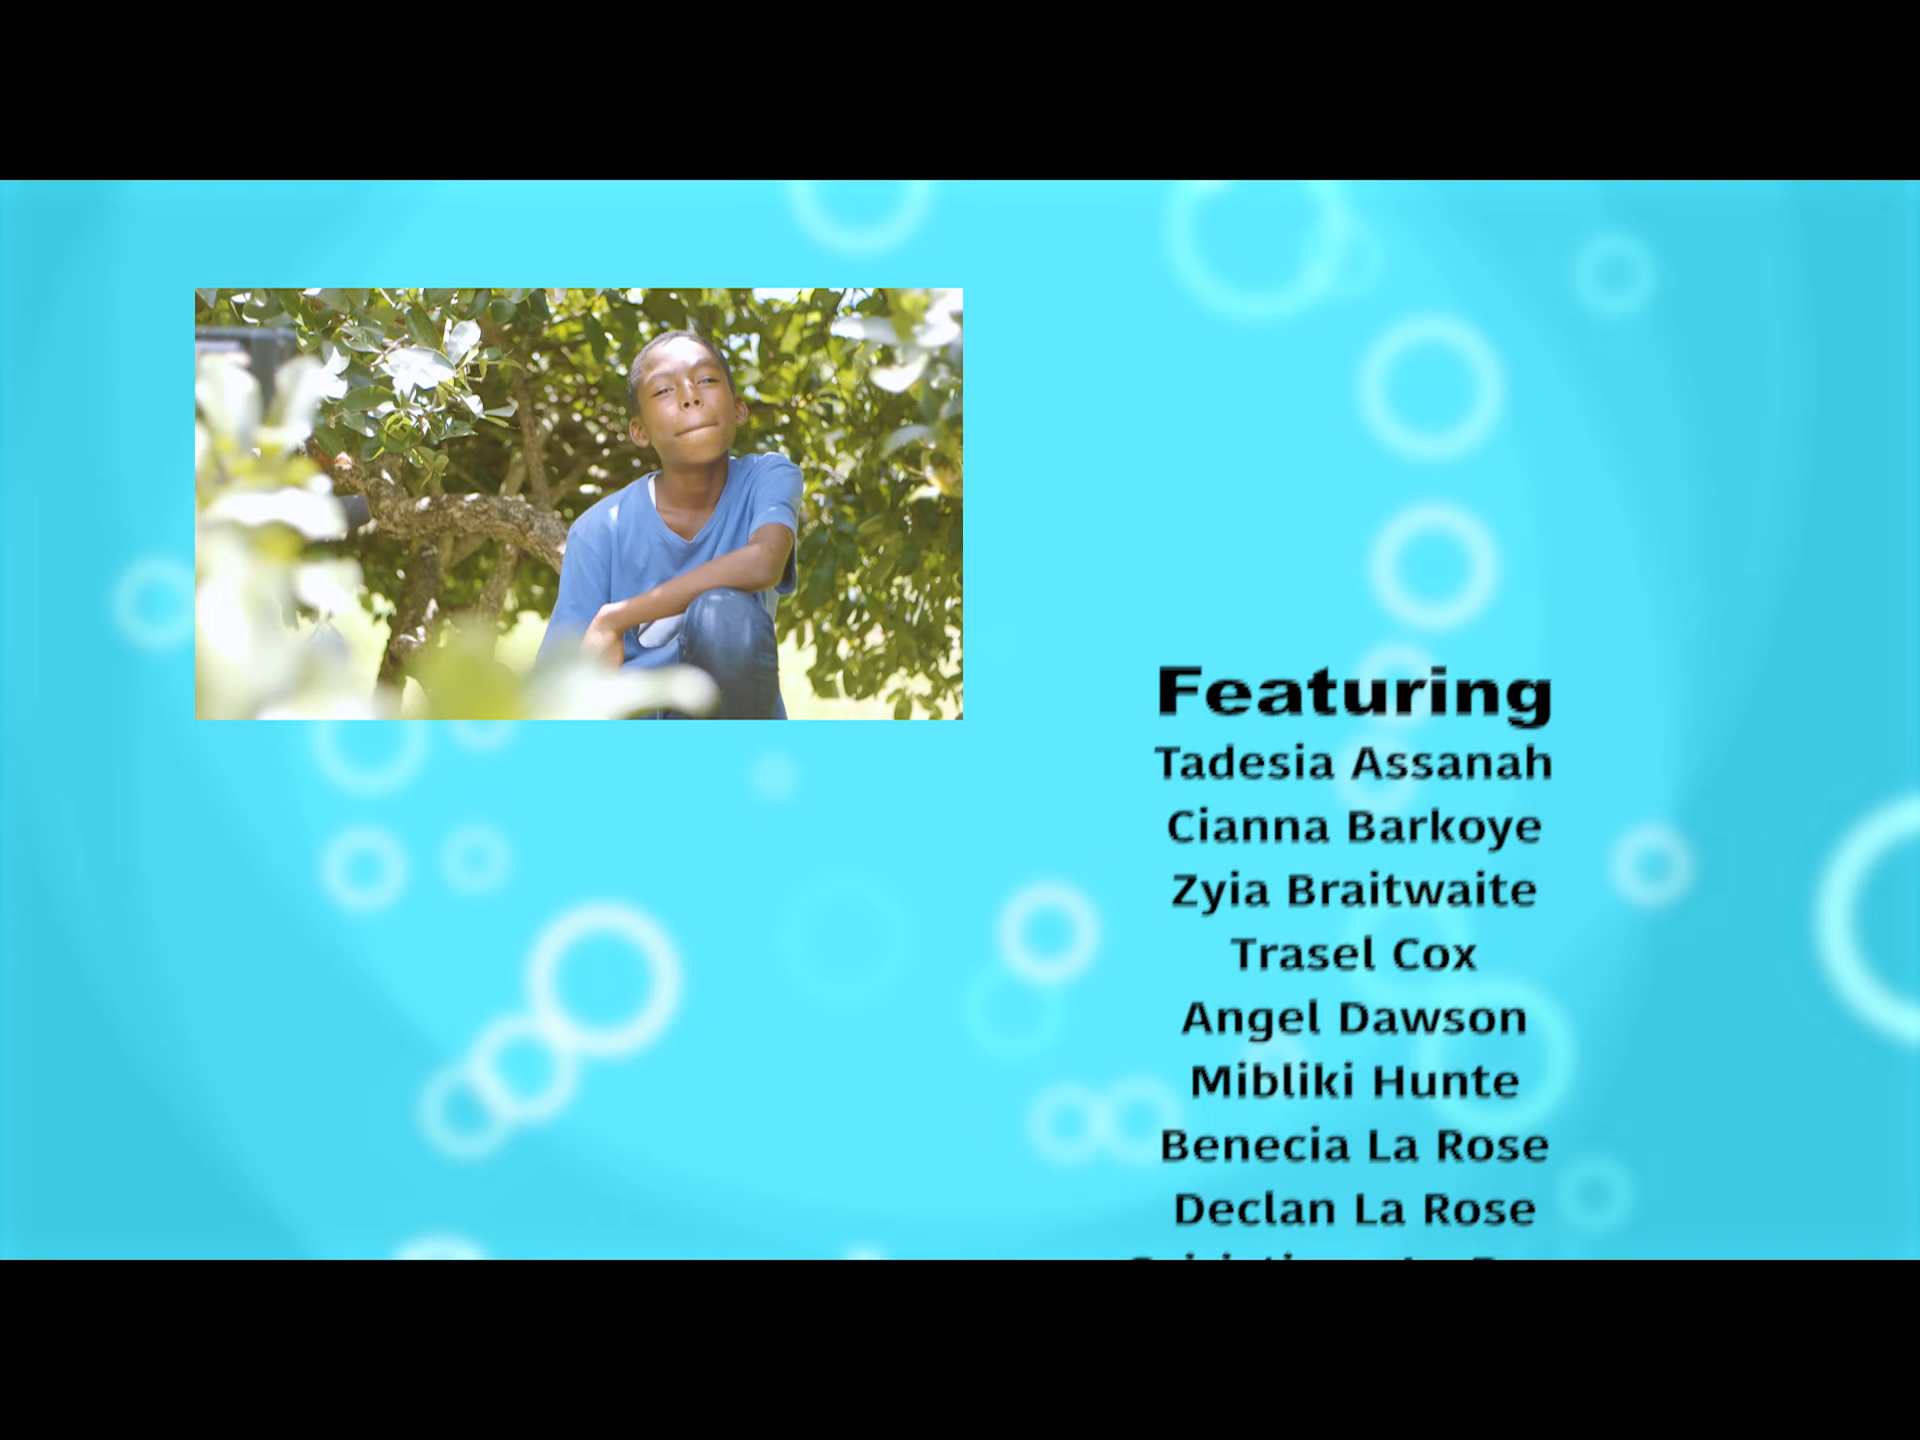 Featuring
Tadesia Assanah
Cianna Barkoye
Zyia Braitwaite
Trasel Cox
Angel Dawson
Mibliki Hunte
Benecia La Rose
Declan La Rose